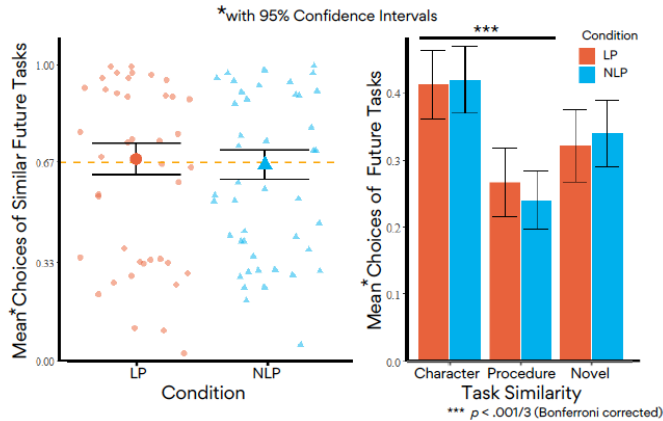 *with 95% Confidence Intervals
Mean*Choices of Similar Future Tasks
1.00
0.67
0.33
0.00
LP
NLP
Condition
Mean*Choices of Future Tasks
***
Condition
LP
NLP
0.4
0.3
0.2
0.1
0.0
Character
Procedure
Novel
Task Similarity
*** p < .001/3 (Bonferroni corrected)